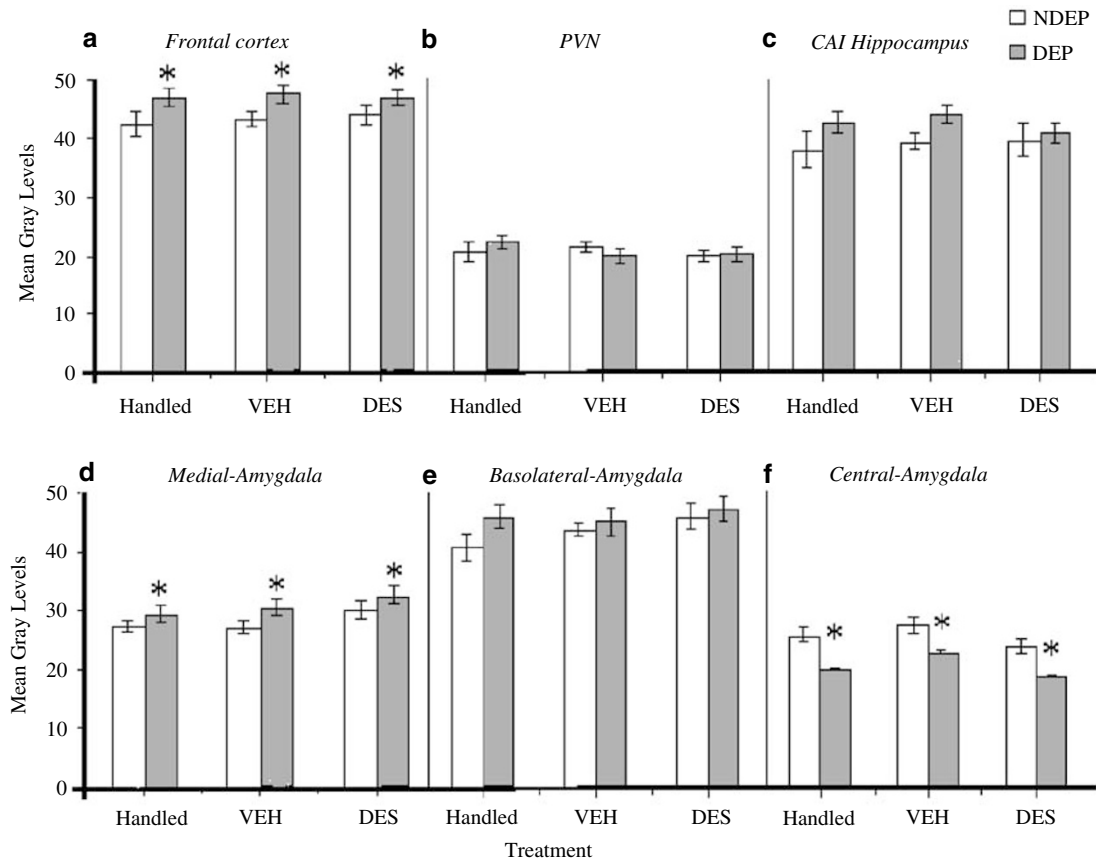 a Frontal cortex
b PVN
c CAI Hippocampus
NDEP
DEP
Mean Gray Levels
50
40
30
20
10
0
* * *
Handled VEH DES Handled VEH DES Handled VEH DES
d Medial-Amygdala
e Basolateral-Amygdala
f Central-Amygdala
Mean Gray Levels
50
40
30
20
10
0
* * * * * *
Handled VEH DES Handled VEH DES Handled VEH DES
Treatment